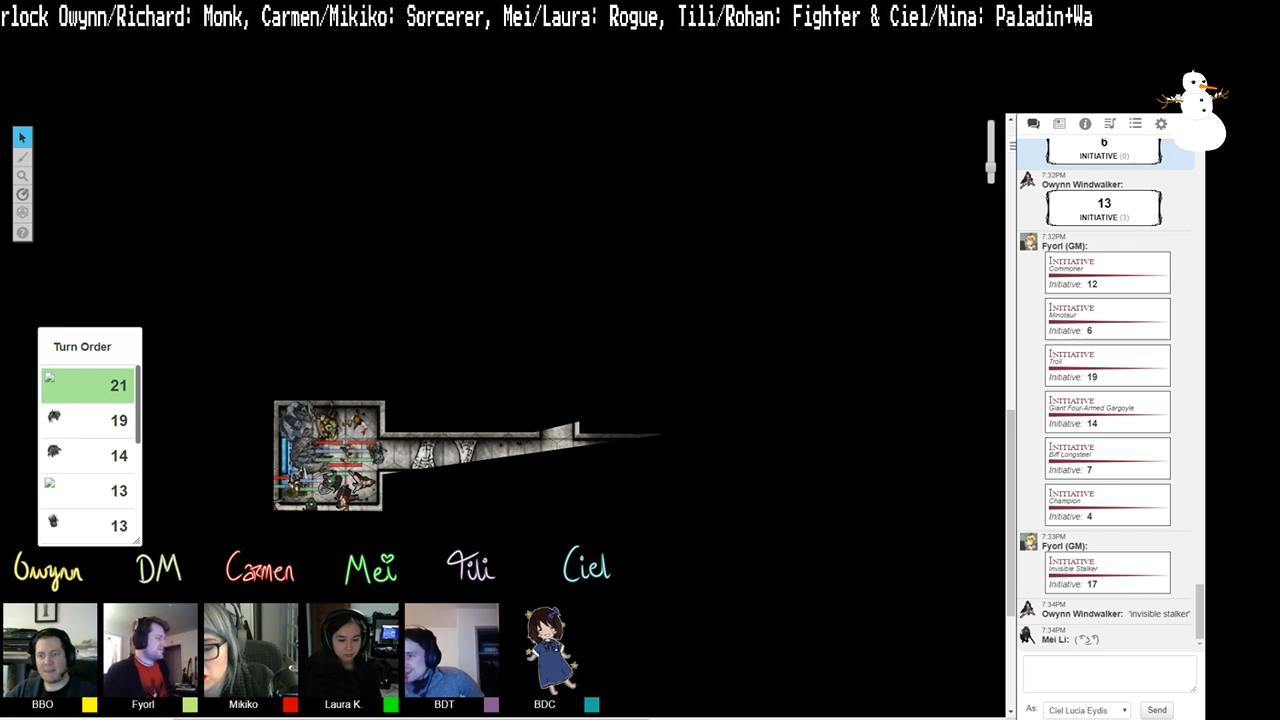 rlock Owynn/Richard: Monk, Carmen/Mikiko: Sorcerer, Mei/Laura: Rogue, Tili/Rohan: Fighter & Ciel/Nina: Paladin+Wa
6
INITIATIVE (0)
7:32PM
Owynn Windwalker:
13
INITIATIVE (3)
7:32PM
Fyorl (GM):
INITIATIVE
Commoner
Initiative: 12
INITIATIVE
Minotaur
Initiative: 6
INITIATIVE
Troll
Initiative: 19
INITIATIVE
Giant Four-Armed Gargoyle
Initiative: 14
INITIATIVE
Biff Longsteel
Initiative: 7
INITIATIVE
Champion
Initiative: 4
7:33PM
Fyorl (GM):
INITIATIVE
Invisible Stalker
Initiative: 17
7:34PM
Owynn Windwalker: 'invisible stalker'
7:34PM
Mei Li: ( ͡° ͜ʖ ͡°)
As: Ciel Lucia Eydis
Send
Turn Order
21
19
14
13
13
Owynn DM Carmen Mei Tili Ciel
BBO Fyorl Mikiko Laura K. BDT BDC